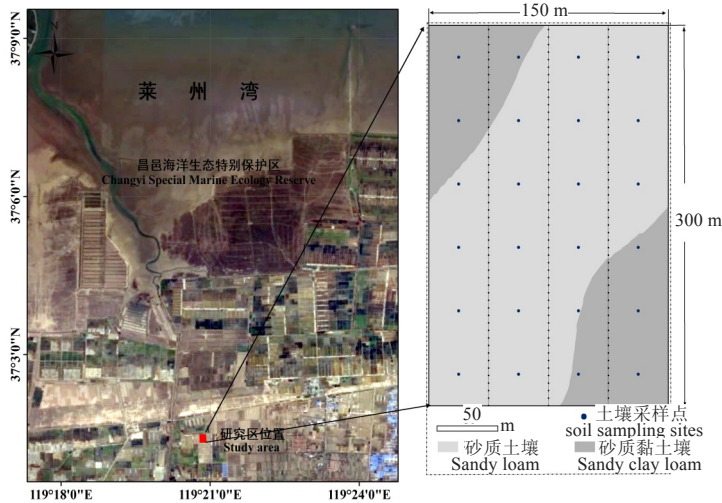 37°9'0"N
37°6'0"N
37°3'0"N
莱 州 湾
昌邑海洋生态特别保护区
Changyi Special Marine Ecology Reserve
研究区位置
Study area
119°18'0"E
119°21'0"E
119°24'0"E
150 m
300 m
50
m
土壤采样点
soil sampling sites
砂质土壤
Sandy loam
砂质黏土壤
Sandy clay loam